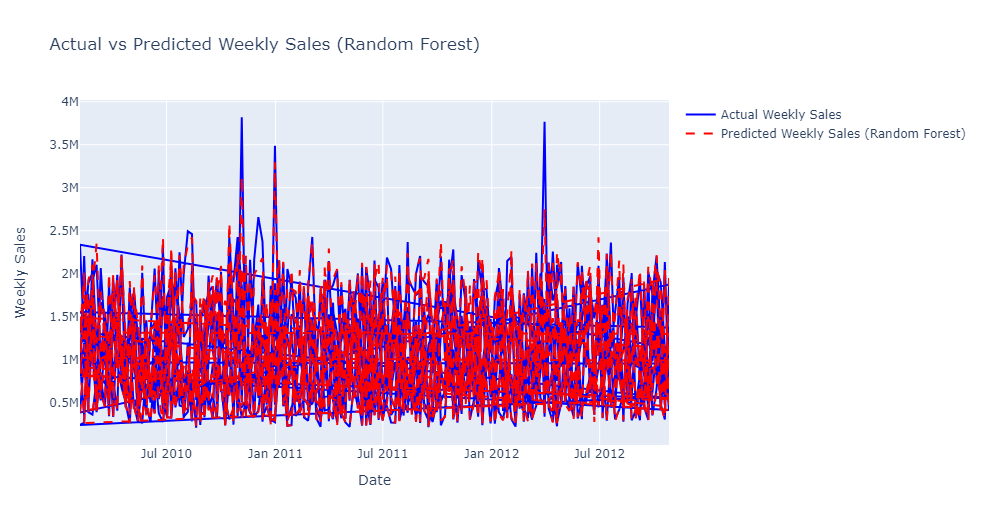 Actual vs Predicted Weekly Sales (Random Forest)
4M
3.5M
3M
2.5M
2M
1.5M
1M
0.5M
Weekly Sales
Jul 2010
Jan 2011
Jul 2011
Jan 2012
Jul 2012
Date
Actual Weekly Sales
Predicted Weekly Sales (Random Forest)